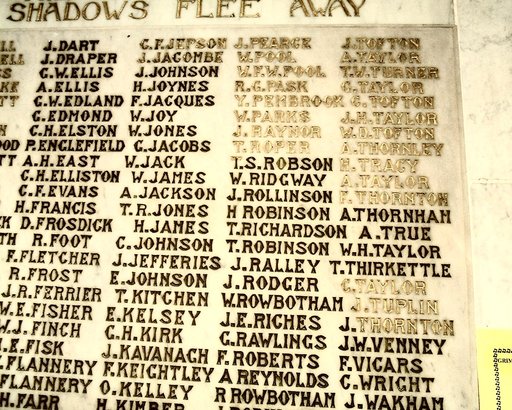 SHADOWS FLEE AWAY
J.DART C.F.JEPSON J.PEARCE J.TOFTON
J.DRAPER J.JACOMBE W.POOL A.TAYLOR
G.W.ELLIS J.JOHNSON W.F.W.POOL T.W.TURNER
A.ELLIS H.JOYNES R.G.PASK G.TAYLOR
G.W.EDLAND F.JACQUES Y.PEMBROOK G.TOFTON
G.EDMOND W.JOY W.PARKS J.H.TAYLOR
C.H.ELSTON W.JONES J.RAYNOR W.D.TOFTON
P.ENGLEFIELD G.JACOBS T.ROPER A.THORNLEY
A.H.EAST W.JACK T.S.ROBSON H.TRACY
C.H.ELLISTON W.JAMES W.RIDGWAY A.TAYLOR
C.F.EVANS A.JACKSON J.ROLLINSON F.THORNTON
H.FRANCIS T.R.JONES H ROBINSON A.THORNHAM
D.FROSDICK H.JAMES T.RICHARDSON A.TRUE
R.FOOT C.JOHNSON T.ROBINSON W.H.TAYLOR
F.FLETCHER J.JEFFERIES J.RALLEY T.THIRKETTLE
R.FROST E.JOHNSON J.RODGER C.TAYLOR
J.R.FERRIER T.KITCHEN W.ROWBOTHAM J.TUPLIN
W.E.FISHER E.KELSEY J.E.RICHES J.THORNTON
W.J.FINCH G.H.KIRK G.RAWLINGS J.W.VENNEY
E.FISK J.KAVANACH F.ROBERTS F.VICARS
FLANNERY F.KEIGHTLEY A REYNOLDS G.WRIGHT
FLANNERY O.KELLEY R ROWBOTHAM J.WAKHAM
H.FARR H.KIMBER